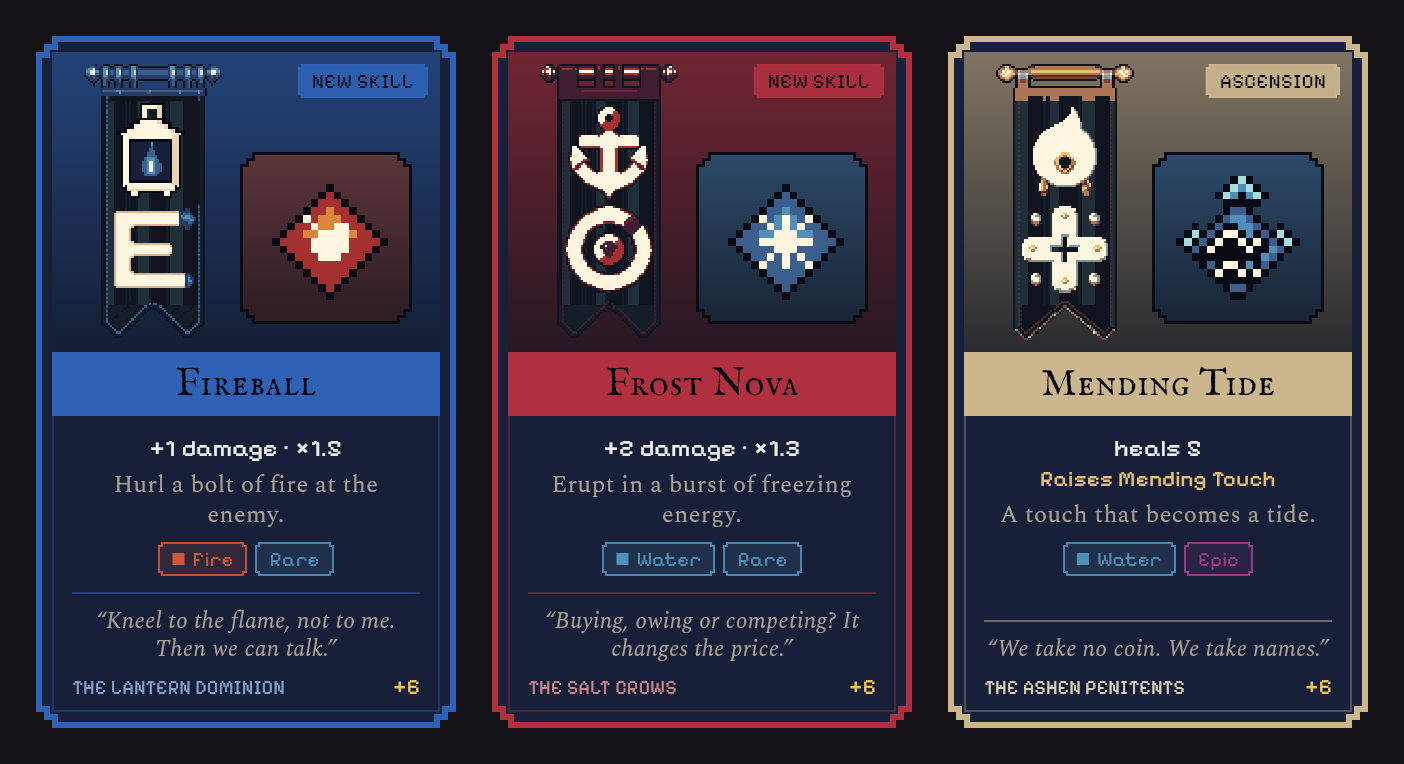 NEW SKILL
E
Fireball
+1 damage · ×1.5
Hurl a bolt of fire at the
enemy.
Fire
Rare
“Kneel to the flame, not to me.
Then we can talk.”
THE LANTERN DOMINION
+6
NEW SKILL
Frost Nova
+2 damage · ×1.3
Erupt in a burst of freezing
energy.
Water
Rare
“Buying, owing or competing? It
changes the price.”
THE SALT CROWS
+6
ASCENSION
Mending Tide
heals 5
Raises Mending Touch
A touch that becomes a tide.
Water
Epic
“We take no coin. We take names.”
THE ASHEN PENITENTS
+6